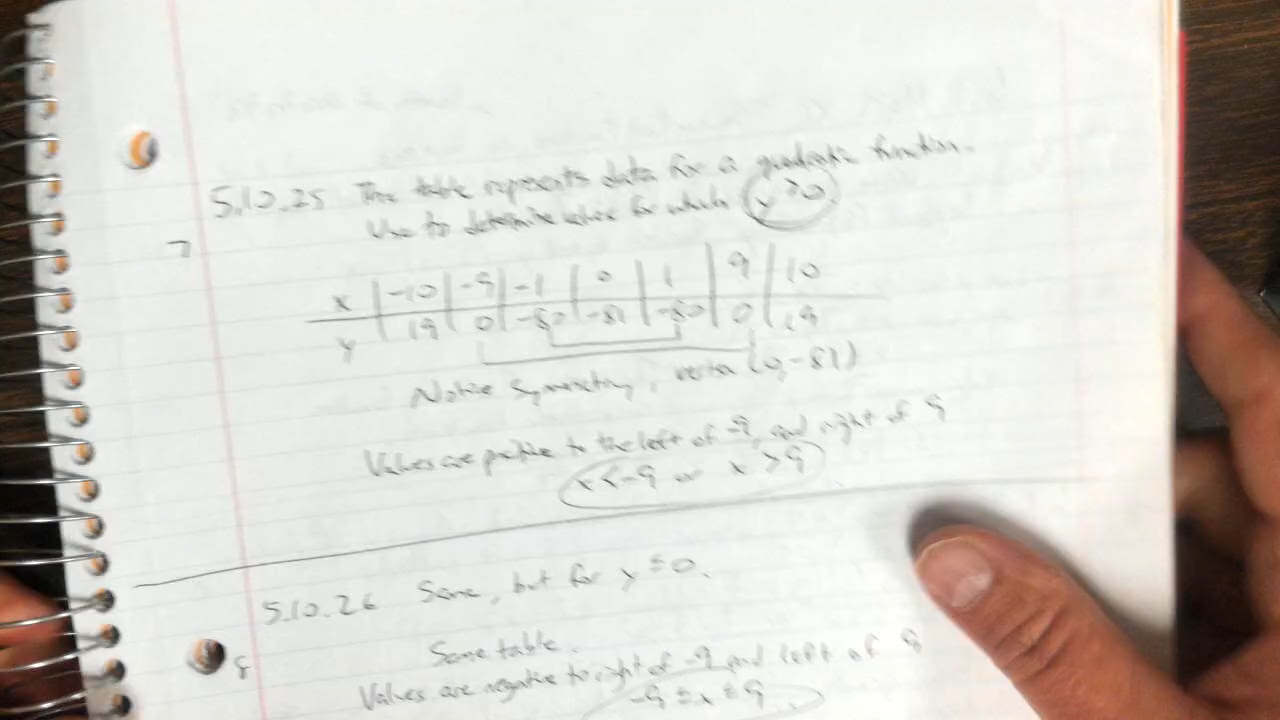 5.10.25 The table represents data for a quadratic function.
Use to determine values for which y > 0.
7
x | -10 | -9 | -1 | 0 | 1 | 9 | 10
y | 19 | 0 | -80 | -81 | -80 | 0 | 19
Notice symmetry, vertex (0, -81)
Values are positive to the left of -9 and right of 9
x < -9 or x > 9
5.10.26 Same, but for y ≤ 0.
8
Same table.
Values are negative to right of -9 and left of 9
-9 ≤ x ≤ 9